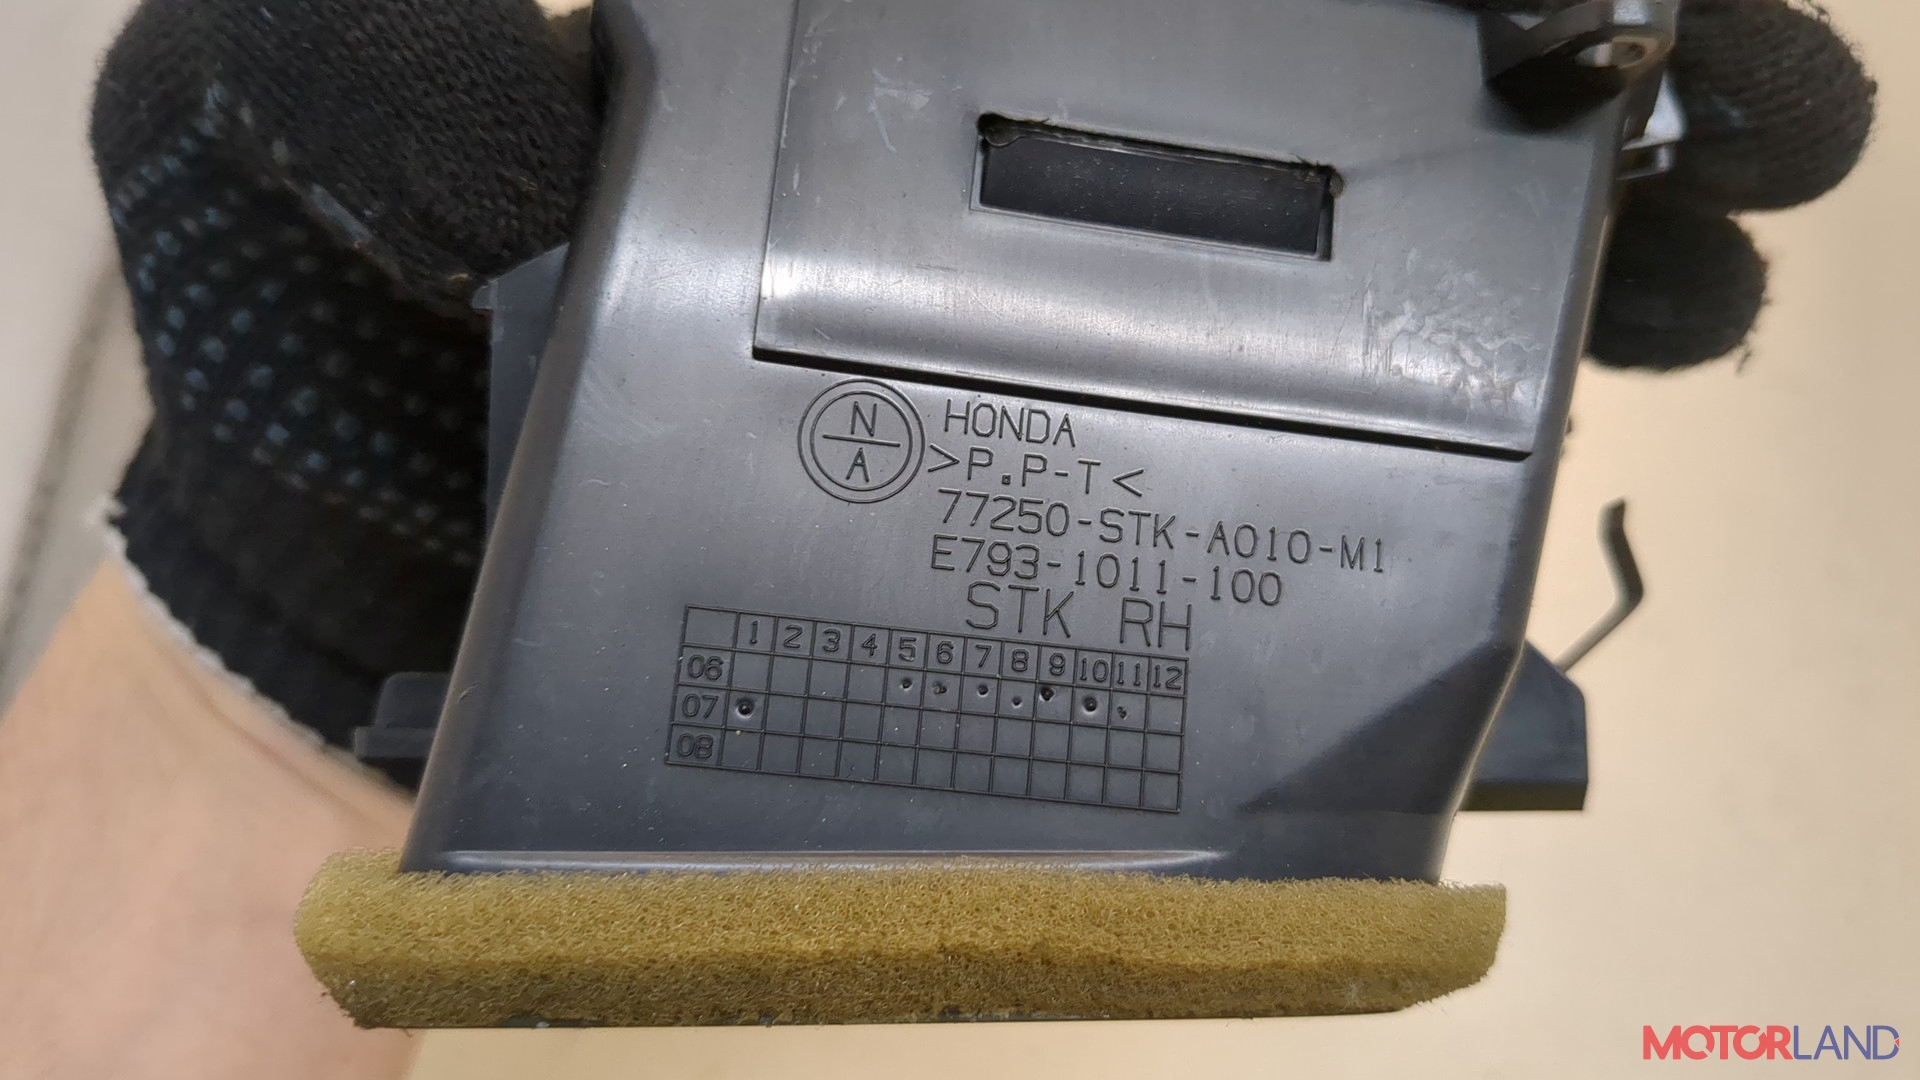 N
A
HONDA
>P.P-T<
77250-STK-A010-M1
E793-1011-100
STK RH
1 2 3 4 5 6 7 8 9 10 11 12
06
07
08
MOTORLAND